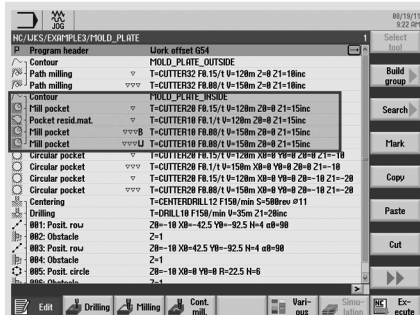 JOG
08/19/11
9:22 AM
NC/WKS/EXAMPLE3/MOLD_PLATE 1
Select tool
P Program header Work offset G54
Contour MOLD_PLATE_OUTSIDE
Path milling ▽ T=CUTTER32 F0.15/t V=120m Z=0 Z1=10inc
Path milling ▽▽▽ T=CUTTER32 F0.08/t V=150m Z=0 Z1=10inc
Contour MOLD_PLATE_INSIDE
Mill pocket ▽ T=CUTTER20 F0.15/t V=120m Z0=0 Z1=15inc
Pocket resid.mat. ▽ T=CUTTER10 F0.1/t V=120m Z0=0 Z1=15inc
Mill pocket ▽▽▽B T=CUTTER10 F0.08/t V=150m Z0=0 Z1=15inc
Mill pocket ▽▽▽U T=CUTTER10 F0.08/t V=150m Z0=0 Z1=15inc
Circular pocket ▽ T=CUTTER20 F0.15/t V=120m X0=0 Y0=0 Z0=0 Z1=-10
Circular pocket ▽▽▽ T=CUTTER20 F0.1/t V=150m X0=0 Y0=0 Z0=0 Z1=-10
Circular pocket ▽ T=CUTTER20 F0.15/t V=120m X0=0 Y0=0 Z0=-10 Z1=-20
Circular pocket ▽▽▽ T=CUTTER20 F0.08/t V=150m X0=0 Y0=0 Z0=-10 Z1=-20
Centering T=CENTERDRILL12 F150/min S=500rev ø11
Drilling T=DRILL10 F150/min V=35m Z1=20inc
001: Posit. row Z0=-10 X0=-42.5 Y0=-92.5 N=4 α0=90
002: Obstacle Z=1
003: Posit. row Z0=-10 X0=42.5 Y0=-92.5 N=4 α0=90
004: Obstacle Z=1
005: Posit. circle Z0=-10 X0=0 Y0=0 R=22.5 N=6
006: Obstacle Z=1
Build group
Search
Mark
Copy
Paste
Cut
Edit
Drilling
Milling
Cont. mill.
Vari-ous
Simu-lation
NC Ex-ecute